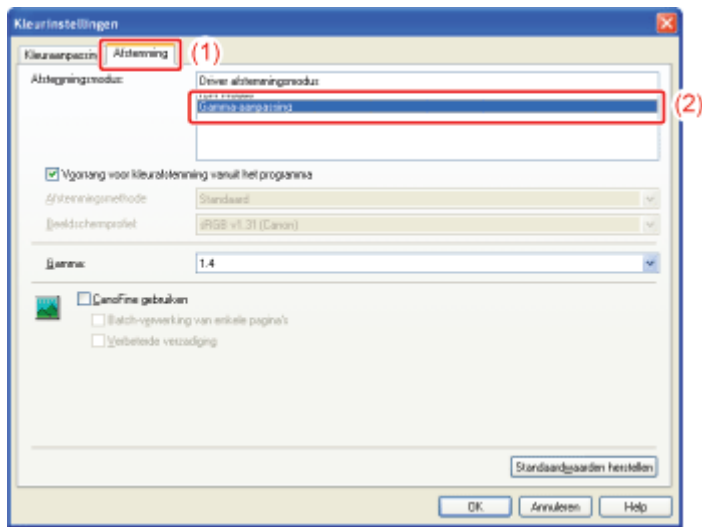 Kleurinstellingen
Kleuraanpassin
Afstemming
(1)
Afstemmingsmodus:
Driver afstemmingsmodus
Gamma-aanpassing
(2)
Voorrang voor kleurafstemming vanuit het programma
Afstemmingsmethode
Standaard
Beeldschermprofiel:
sRGB v1.31 (Canon)
Gamma:
1.4
CanoFine gebruiken
Batch-verwerking van enkele pagina's
Verbeterde verzadiging
Standaardwaarden herstellen
OK
Annuleren
Help